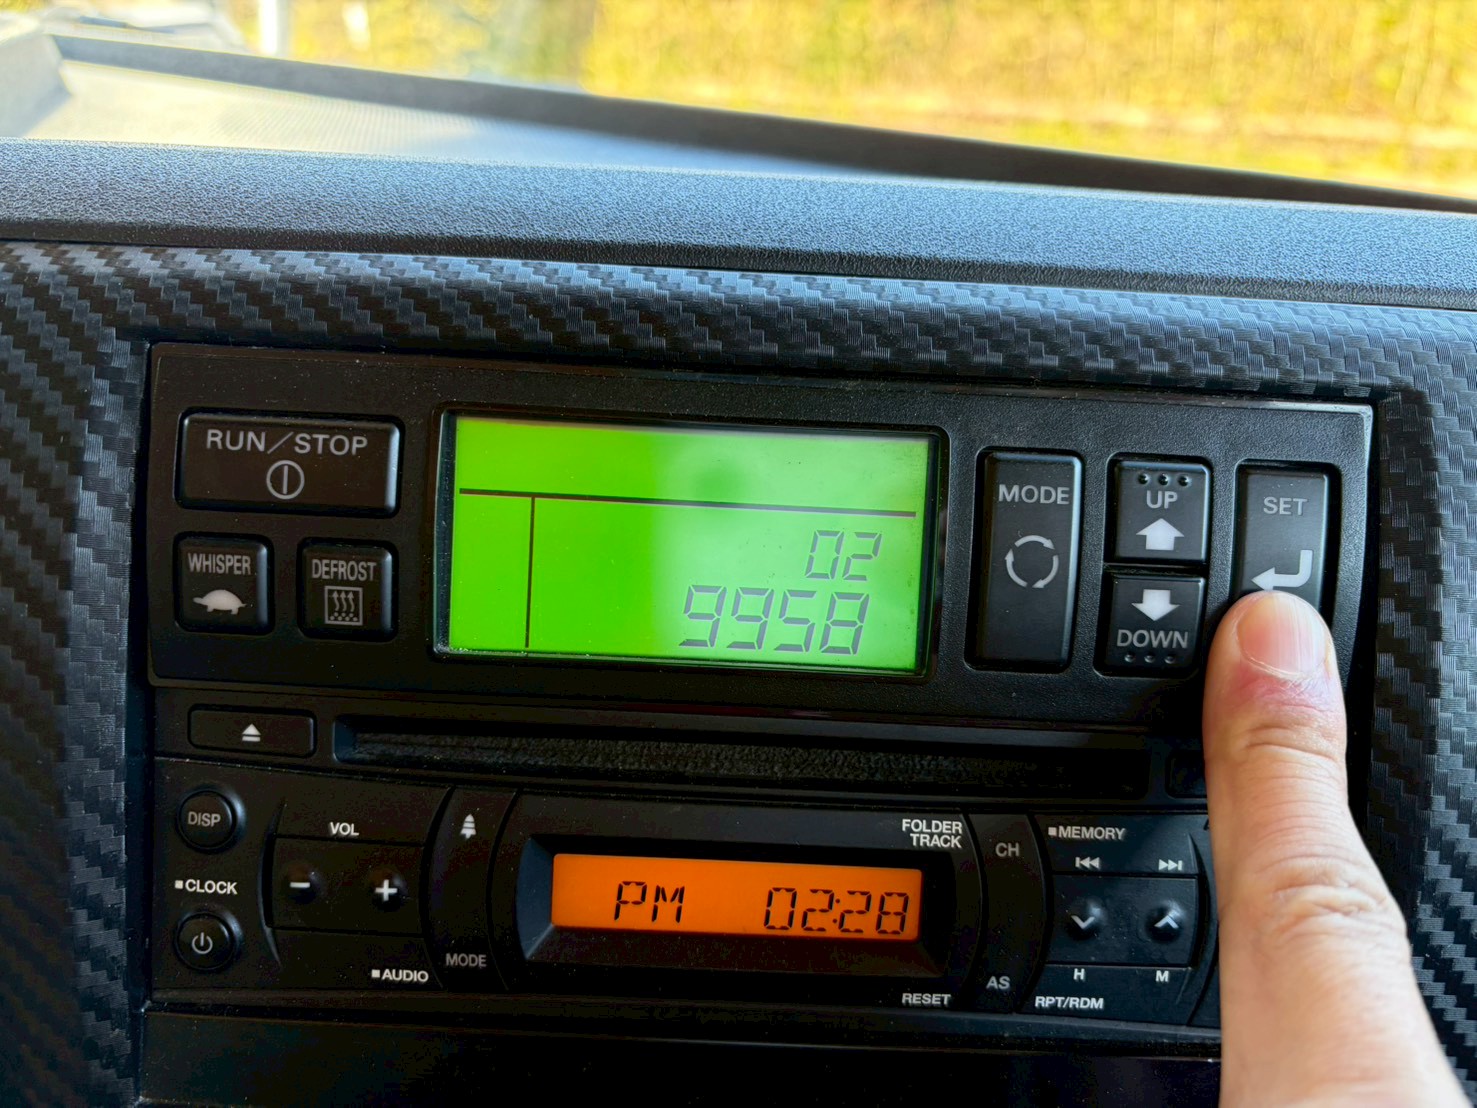 RUN/STOP
WHISPER
DEFROST
02
9958
MODE
UP
DOWN
SET
DISP
VOL
CLOCK
- +
AUDIO
MODE
FOLDER
TRACK
PM 02:28
RESET
CH
AS
MEMORY
H M
RPT/RDM